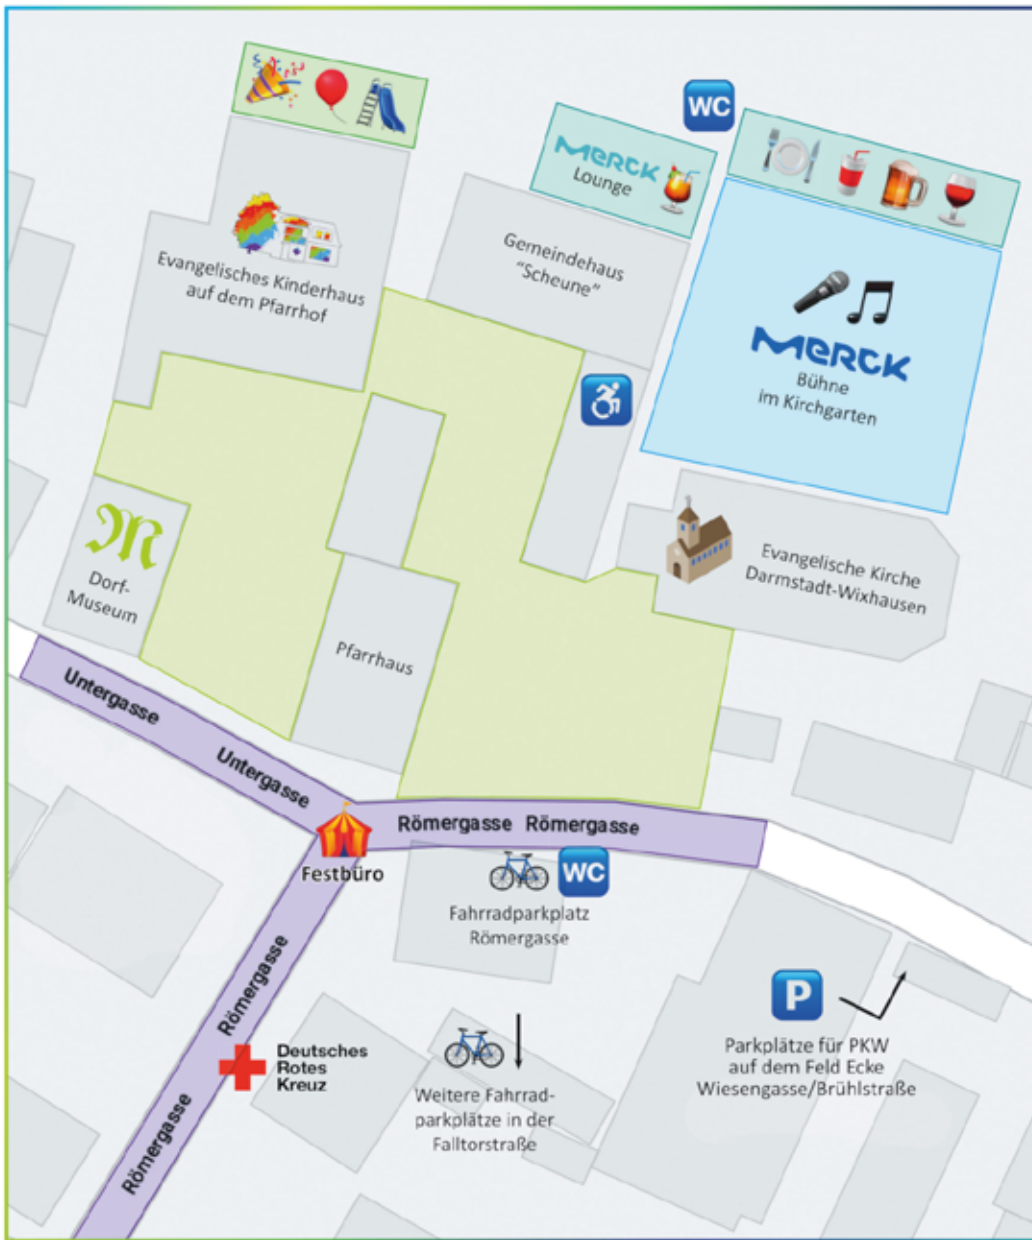 WC
MERCK
Lounge
Gemeindehaus
"Scheune"
Evangelisches Kinderhaus
auf dem Pfarrhof
MERCK
Bühne
im Kirchgarten
M
Dorf-
Museum
Evangelische Kirche
Darmstadt-Wixhausen
Pfarrhaus
Untergasse
Untergasse
Römergasse Römergasse
Festbüro
WC
Fahrradparkplatz
Römergasse
Römergasse
P
Deutsches
Rotes
Kreuz
Parkplätze für PKW
auf dem Feld Ecke
Wiesengasse/Brühlstraße
Weitere Fahrrad-
parkplätze in der
Falltorstraße
Römergasse